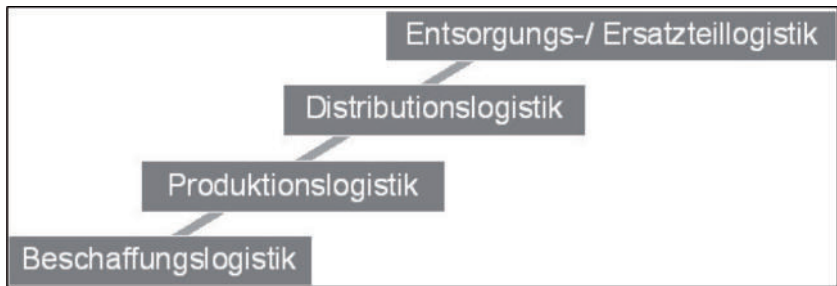 Entsorgungs-/ Ersatzteillogistik
Distributionslogistik
Produktionslogistik
Beschaffungslogistik